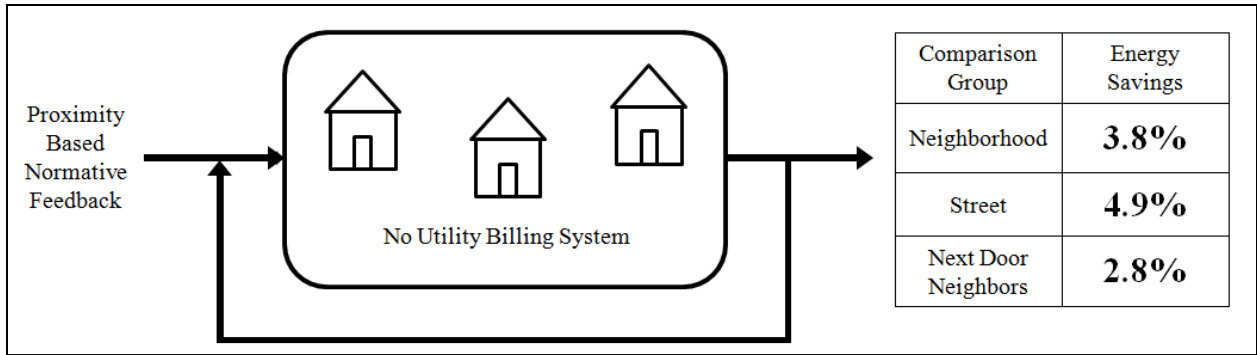 Proximity
Based
Normative
Feedback
No Utility Billing System
Comparison
Group
Energy
Savings
Neighborhood
3.8%
Street
4.9%
Next Door
Neighbors
2.8%